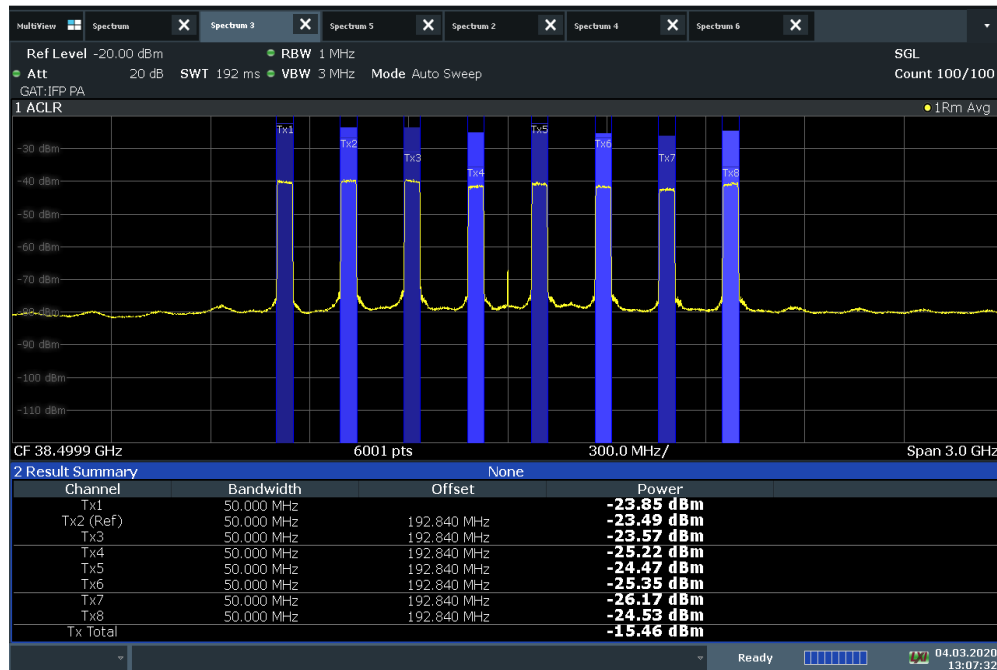 MultiView Spectrum X Spectrum 3 X Spectrum 5 X Spectrum 2 X Spectrum 4 X Spectrum 6 X
Ref Level -20.00 dBm RBW 1 MHz SGL
Att 20 dB SWT 192 ms VBW 3 MHz Mode Auto Sweep Count 100/100
GAT:IFP PA
1 ACLR 1Rm Avg
Tx1 Tx5
Tx2 Tx6
-30 dBm
Tx3 Tx7
Tx4 Tx8
-40 dBm
-50 dBm
-60 dBm
-70 dBm
-80 dBm
-90 dBm
-100 dBm
-110 dBm
CF 38.4999 GHz 6001 pts 300.0 MHz/ Span 3.0 GHz
2 Result Summary None
Channel Bandwidth Offset Power
Tx1 50.000 MHz -23.85 dBm
Tx2 (Ref) 50.000 MHz 192.840 MHz -23.49 dBm
Tx3 50.000 MHz 192.840 MHz -23.57 dBm
Tx4 50.000 MHz 192.840 MHz -25.22 dBm
Tx5 50.000 MHz 192.840 MHz -24.47 dBm
Tx6 50.000 MHz 192.840 MHz -25.35 dBm
Tx7 50.000 MHz 192.840 MHz -26.17 dBm
Tx8 50.000 MHz 192.840 MHz -24.53 dBm
Tx Total -15.46 dBm
Ready 04.03.2020
13:07:32